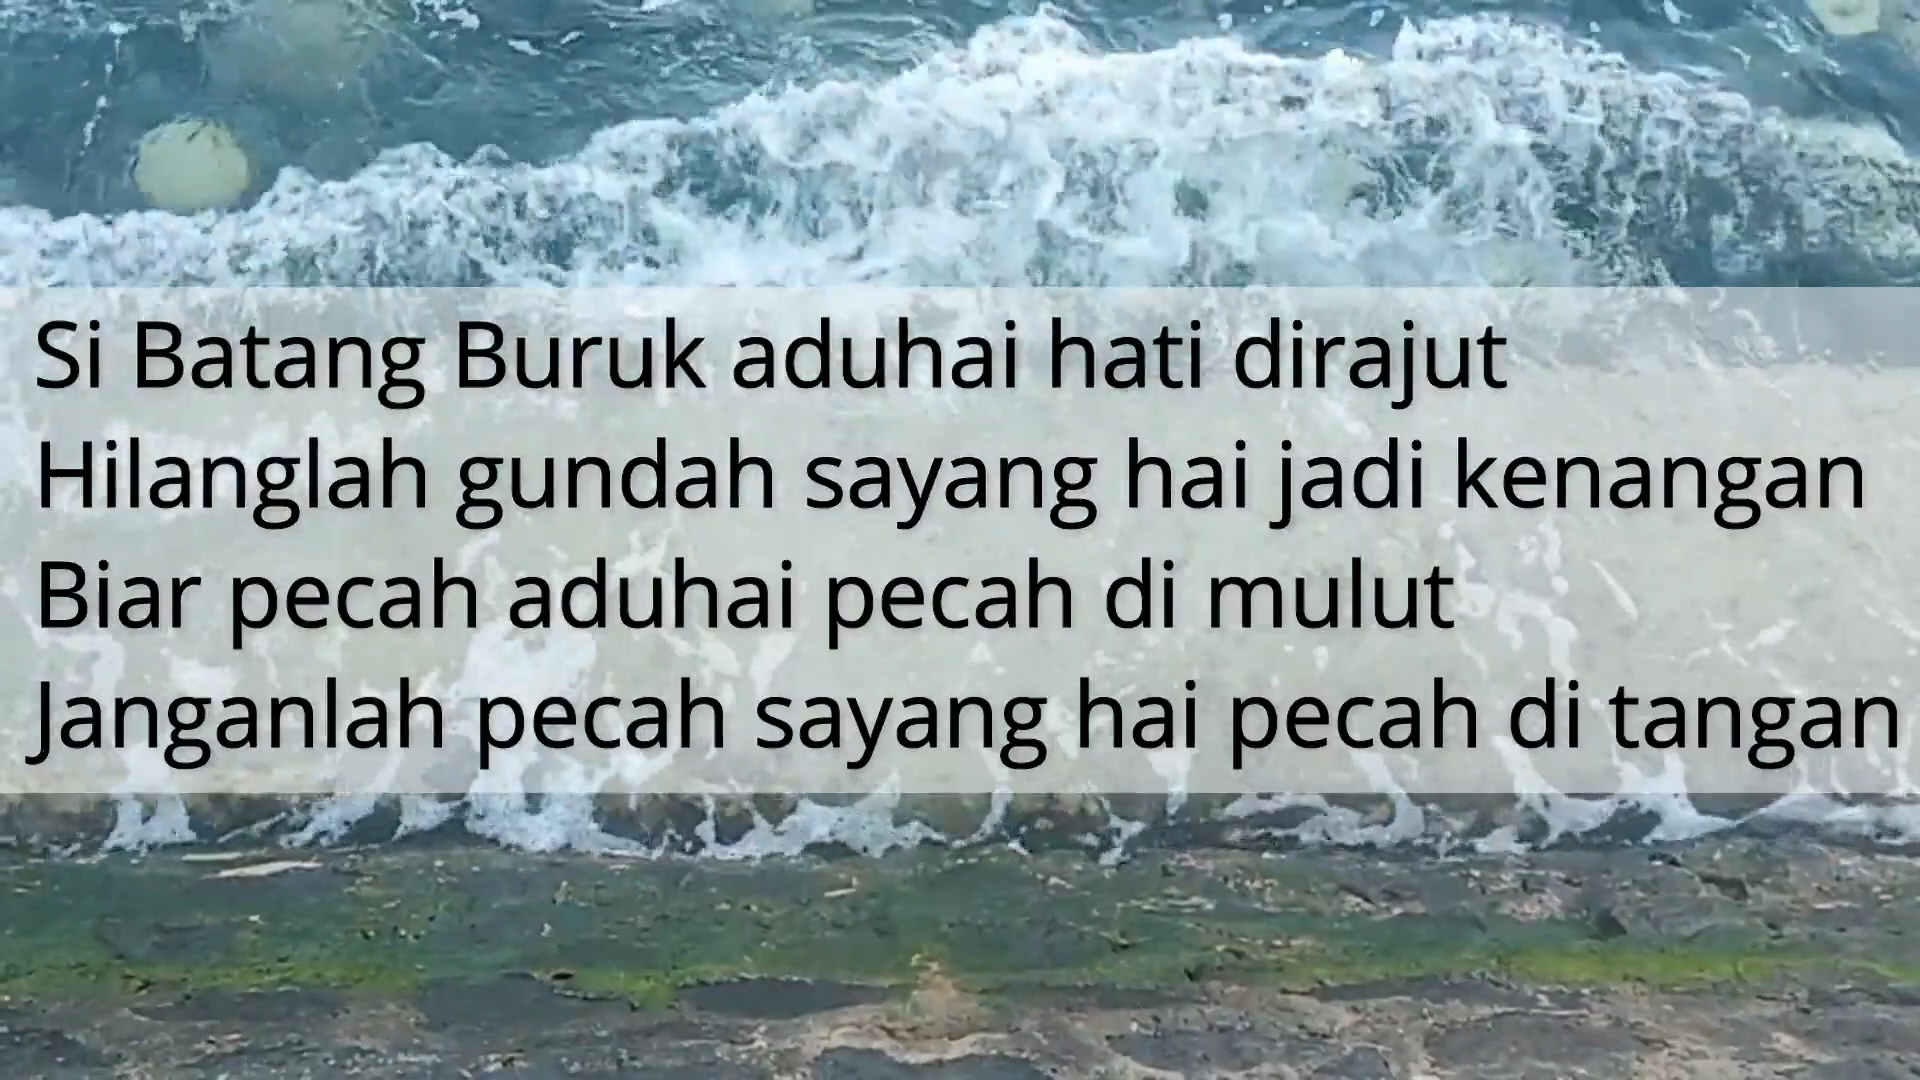 Si Batang Buruk aduhai hati dirajut
Hilanglah gundah sayang hai jadi kenangan
Biar pecah aduhai pecah di mulut
Janganlah pecah sayang hai pecah di tangan